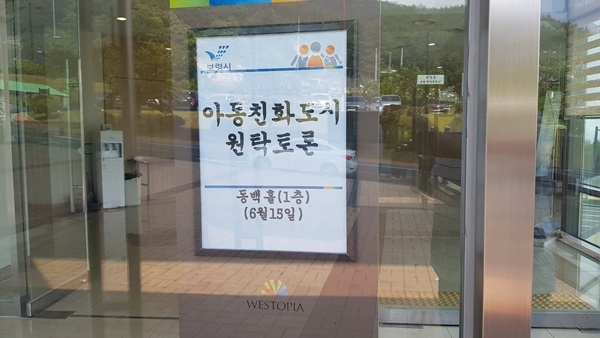 보령시
아동친화도시
원탁토론
동백홀(1층)
(6월15일)
WESTOPIA